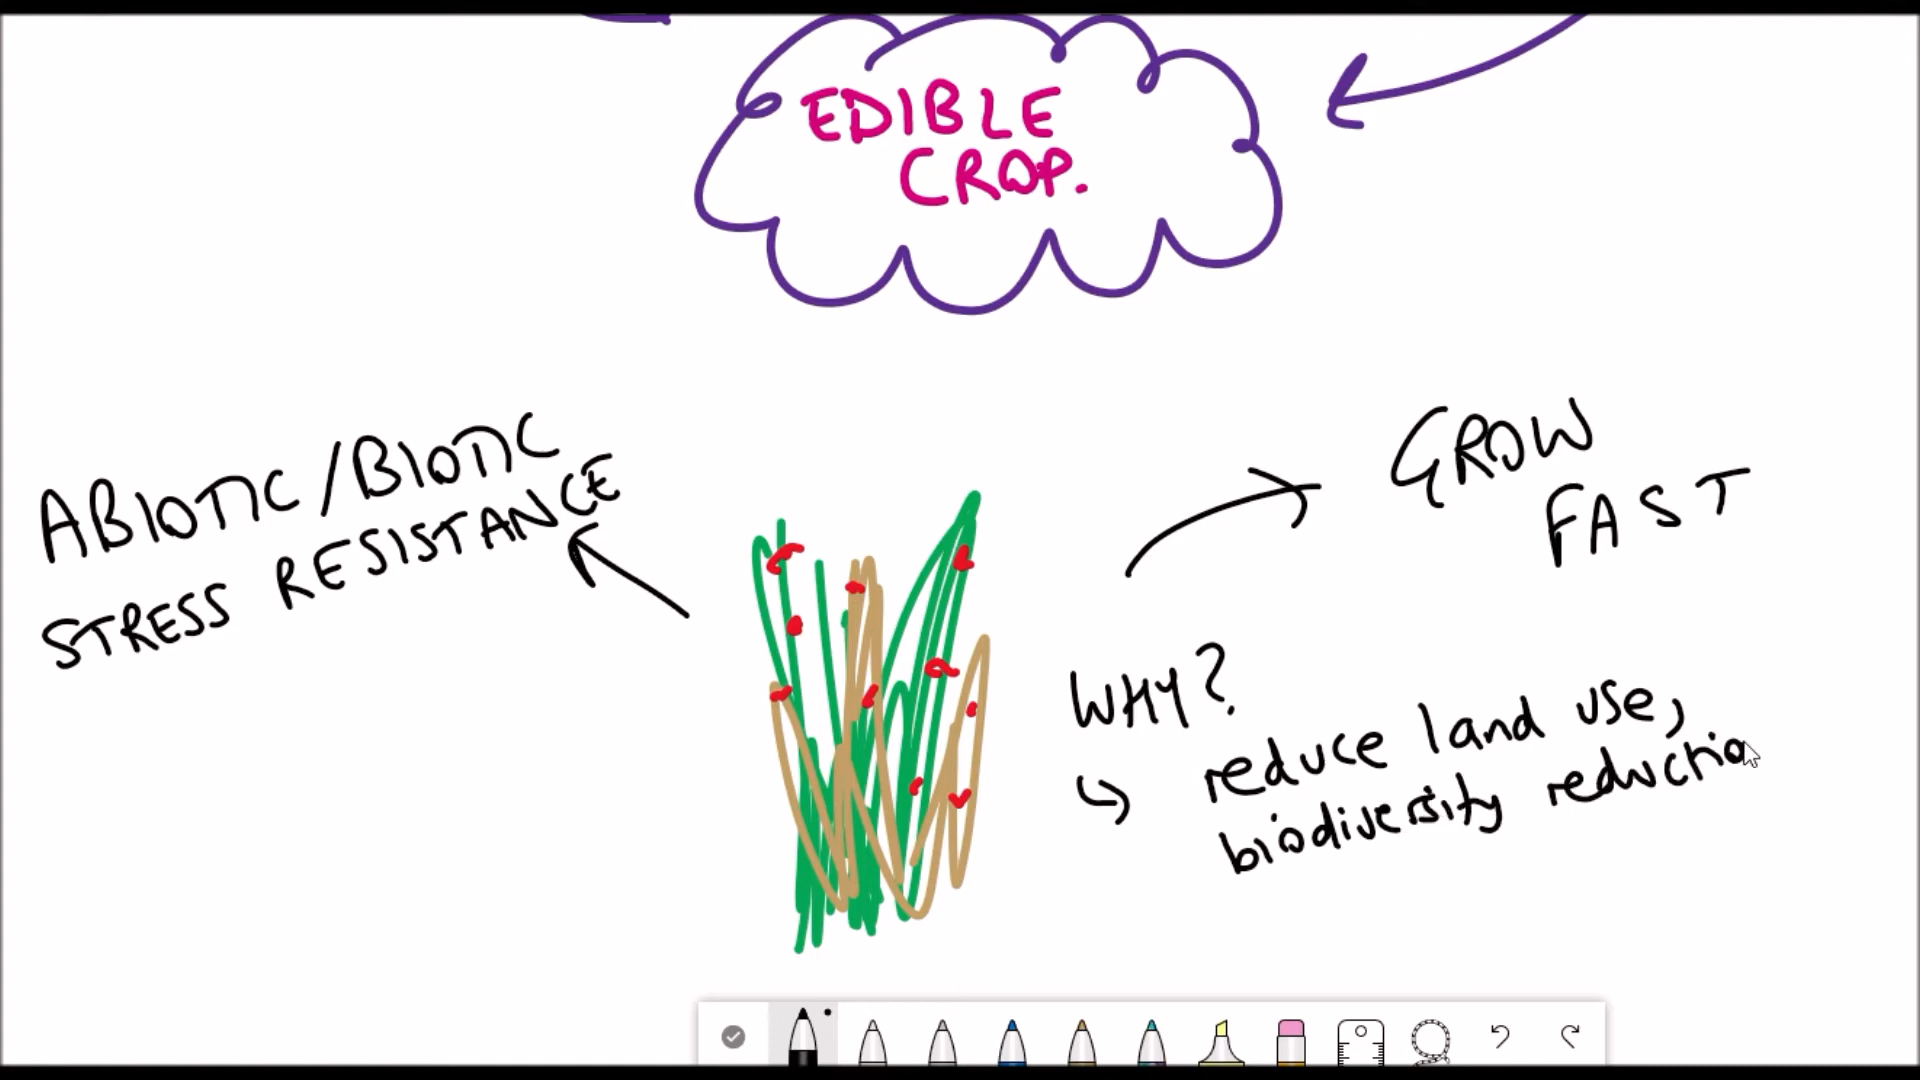 EDIBLE
CROP.
ABIOTIC/BIOTIC
STRESS RESISTANCE
GROW
FAST
WHY?
reduce land use,
biodiversity reductio